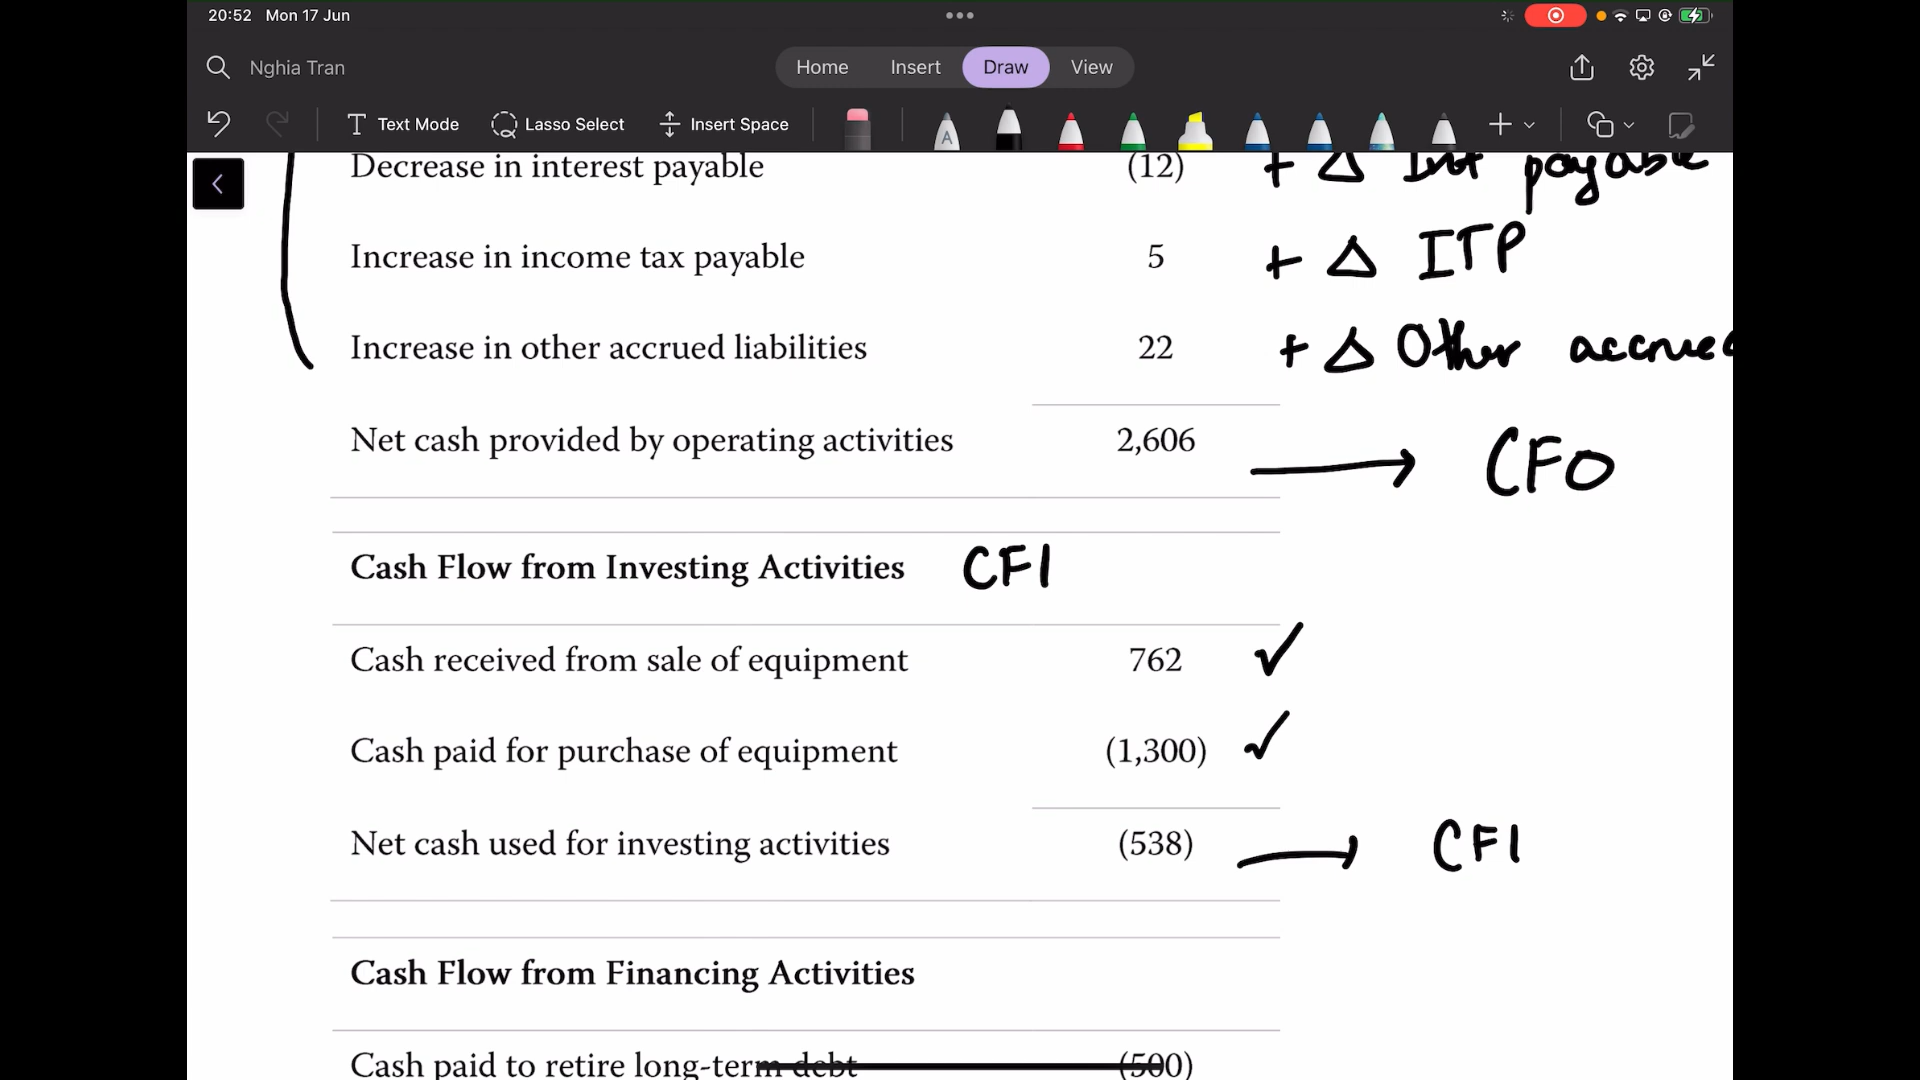 20:52 Mon 17 Jun
Nghia Tran Home Insert Draw View
Text Mode Lasso Select Insert Space A
Decrease in interest payable (12) + Δ Int payable
Increase in income tax payable 5 + Δ ITP
Increase in other accrued liabilities 22 + Δ Other accrued
Net cash provided by operating activities 2,606 → CFO
Cash Flow from Investing Activities CFI
Cash received from sale of equipment 762 ✓
Cash paid for purchase of equipment (1,300) ✓
Net cash used for investing activities (538) → CFI
Cash Flow from Financing Activities
Cash paid to retire long-term debt (500)